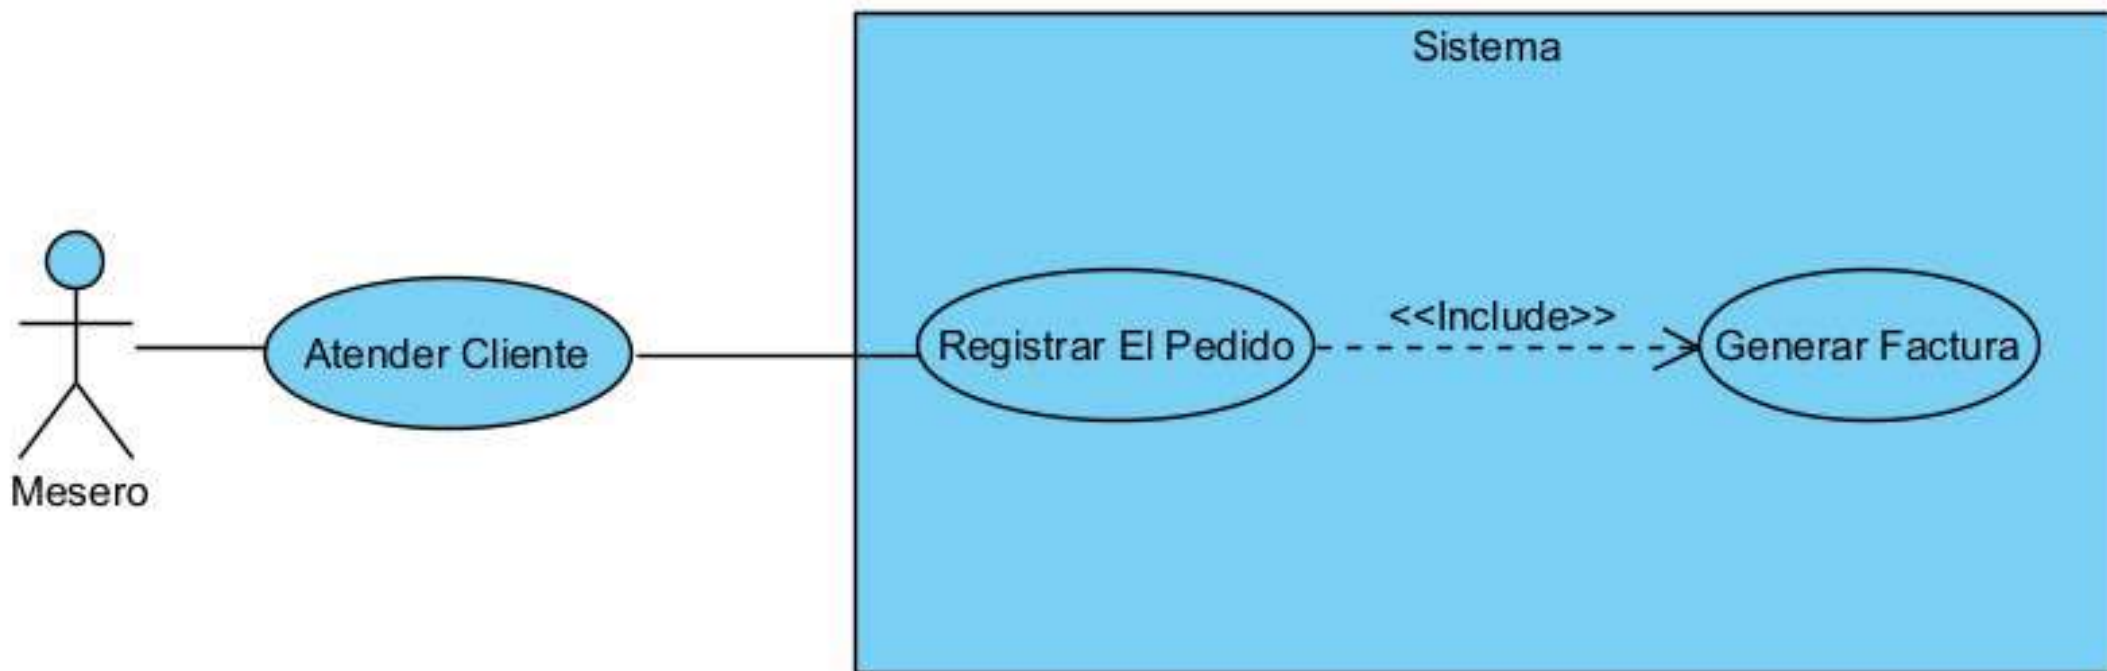 Sistema
Mesero
Atender Cliente
Registrar El Pedido
<<Include>>
Generar Factura